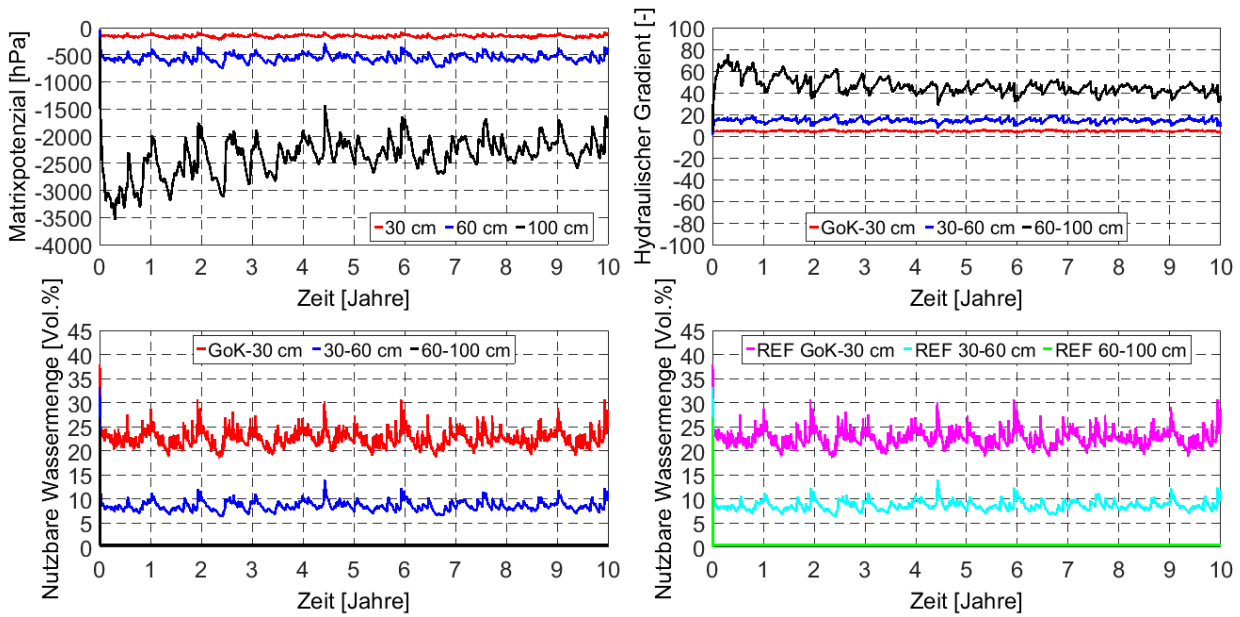 Matrixpotenzial [hPa]
0
-500
-1000
-1500
-2000
-2500
-3000
-3500
-4000
30 cm 60 cm 100 cm
0 1 2 3 4 5 6 7 8 9 10
Zeit [Jahre]
Hydraulischer Gradient [-]
100
80
60
40
20
0
-20
-40
-60
-80
-100
GoK-30 cm 30-60 cm 60-100 cm
0 1 2 3 4 5 6 7 8 9 10
Zeit [Jahre]
Nutzbare Wassermenge [Vol.%]
45
40
35
30
25
20
15
10
5
0
GoK-30 cm 30-60 cm 60-100 cm
0 1 2 3 4 5 6 7 8 9 10
Zeit [Jahre]
Nutzbare Wassermenge [Vol.%]
45
40
35
30
25
20
15
10
5
0
REF GoK-30 cm REF 30-60 cm REF 60-100 cm
0 1 2 3 4 5 6 7 8 9 10
Zeit [Jahre]